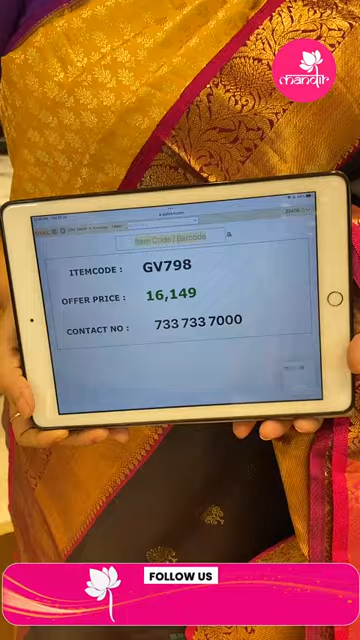 mandir
Item Code / Barcode
ITEMCODE : GV798
OFFER PRICE : 16,149
CONTACT NO : 733 733 7000
FOLLOW US